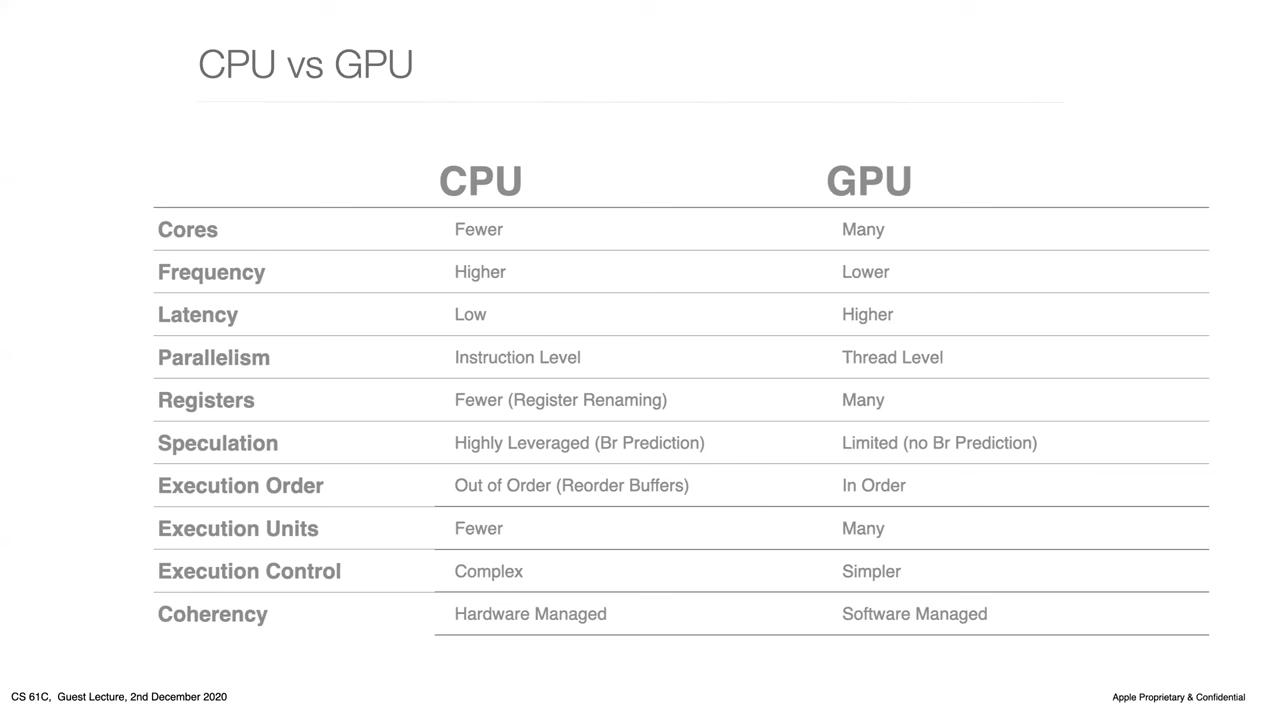 CPU vs GPU
CPU GPU
Cores Fewer Many
Frequency Higher Lower
Latency Low Higher
Parallelism Instruction Level Thread Level
Registers Fewer (Register Renaming) Many
Speculation Highly Leveraged (Br Prediction) Limited (no Br Prediction)
Execution Order Out of Order (Reorder Buffers) In Order
Execution Units Fewer Many
Execution Control Complex Simpler
Coherency Hardware Managed Software Managed
CS 61C, Guest Lecture, 2nd December 2020 Apple Proprietary & Confidential